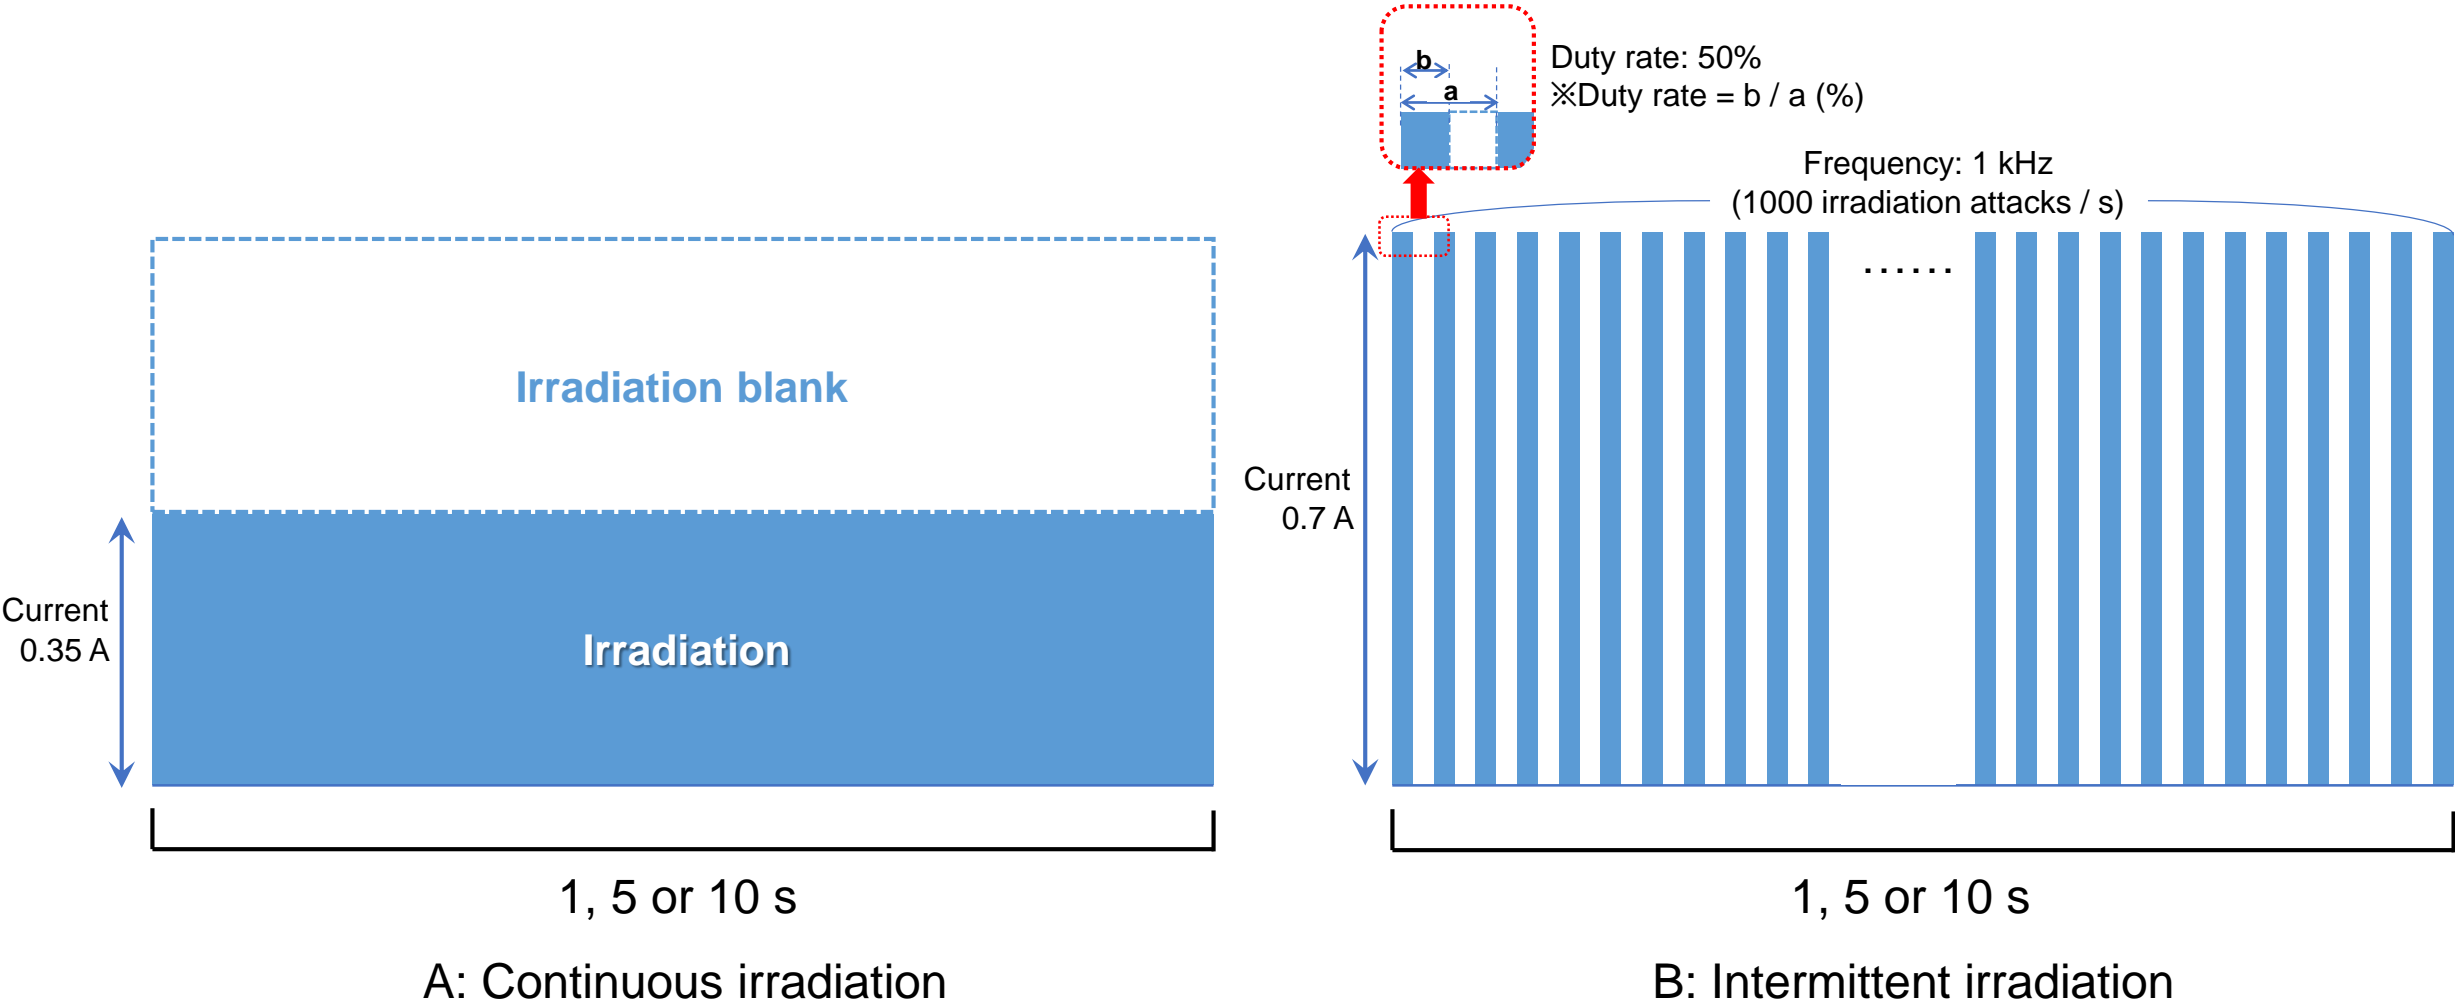 Irradiation blank
Irradiation
Current
0.35 A
1, 5 or 10 s
A: Continuous irradiation
b
a
Duty rate: 50%
※Duty rate = b / a (%)
Frequency: 1 kHz
(1000 irradiation attacks / s)
......
Current
0.7 A
1, 5 or 10 s
B: Intermittent irradiation